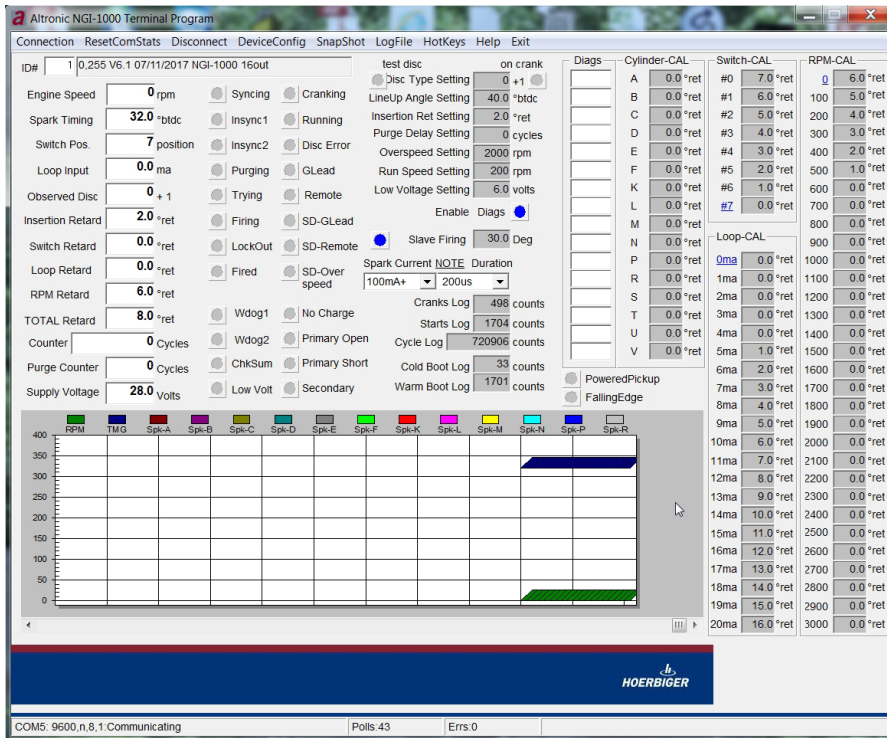 a Altronic NGI-1000 Terminal Program
Connection ResetComStats Disconnect DeviceConfig SnapShot LogFile HotKeys Help Exit
ID# 1 0,255 V6.1 07/11/2017 NGI-1000 16out
Engine Speed 0 rpm
Spark Timing 32.0 °btdc
Switch Pos. 7 position
Loop Input 0.0 ma
Observed Disc 0 + 1
Insertion Retard 2.0 °ret
Switch Retard 0.0 °ret
Loop Retard 0.0 °ret
RPM Retard 6.0 °ret
TOTAL Retard 8.0 °ret
Counter 0 Cycles
Purge Counter 0 Cycles
Supply Voltage 28.0 Volts
Syncing Cranking
Insync1 Running
Insync2 Disc Error
Purging GLead
Trying Remote
Firing SD-GLead
LockOut SD-Remote
Fired SD-Over
speed
Wdog1 No Charge
Wdog2 Primary Open
ChkSum Primary Short
Low Volt Secondary
test disc on crank
Disc Type Setting 0 +1
LineUp Angle Setting 40.0 °btdc
Insertion Ret Setting 2.0 °ret
Purge Delay Setting 0 cycles
Overspeed Setting 2000 rpm
Run Speed Setting 200 rpm
Low Voltage Setting 6.0 volts
Enable Diags
Slave Firing 30.0 Deg
Spark Current NOTE Duration
100mA+ 200us
Cranks Log 498 counts
Starts Log 1704 counts
Cycle Log 720906 counts
Cold Boot Log 33 counts
Warm Boot Log 1701 counts
Diags
PoweredPickup
FallingEdge
Cylinder-CAL
A 0.0 °ret
B 0.0 °ret
C 0.0 °ret
D 0.0 °ret
E 0.0 °ret
F 0.0 °ret
K 0.0 °ret
L 0.0 °ret
M 0.0 °ret
N 0.0 °ret
P 0.0 °ret
R 0.0 °ret
S 0.0 °ret
T 0.0 °ret
U 0.0 °ret
V 0.0 °ret
Switch-CAL
#0 7.0 °ret
#1 6.0 °ret
#2 5.0 °ret
#3 4.0 °ret
#4 3.0 °ret
#5 2.0 °ret
#6 1.0 °ret
#7 0.0 °ret
Loop-CAL
0ma 0.0 °ret
1ma 0.0 °ret
2ma 0.0 °ret
3ma 0.0 °ret
4ma 0.0 °ret
5ma 1.0 °ret
6ma 2.0 °ret
7ma 3.0 °ret
8ma 4.0 °ret
9ma 5.0 °ret
10ma 6.0 °ret
11ma 7.0 °ret
12ma 8.0 °ret
13ma 9.0 °ret
14ma 10.0 °ret
15ma 11.0 °ret
16ma 12.0 °ret
17ma 13.0 °ret
18ma 14.0 °ret
19ma 15.0 °ret
20ma 16.0 °ret
RPM-CAL
0 6.0 °ret
100 5.0 °ret
200 4.0 °ret
300 3.0 °ret
400 2.0 °ret
500 1.0 °ret
600 0.0 °ret
700 0.0 °ret
800 0.0 °ret
900 0.0 °ret
1000 0.0 °ret
1100 0.0 °ret
1200 0.0 °ret
1300 0.0 °ret
1400 0.0 °ret
1500 0.0 °ret
1600 0.0 °ret
1700 0.0 °ret
1800 0.0 °ret
1900 0.0 °ret
2000 0.0 °ret
2100 0.0 °ret
2200 0.0 °ret
2300 0.0 °ret
2400 0.0 °ret
2500 0.0 °ret
2600 0.0 °ret
2700 0.0 °ret
2800 0.0 °ret
2900 0.0 °ret
3000 0.0 °ret
RPM TMG Spk-A Spk-B Spk-C Spk-D Spk-E Spk-F Spk-K Spk-L Spk-M Spk-N Spk-P Spk-R
400
350
300
250
200
150
100
50
0
HOERBIGER
COM5: 9600,n,8,1:Communicating Polls:43 Errs:0